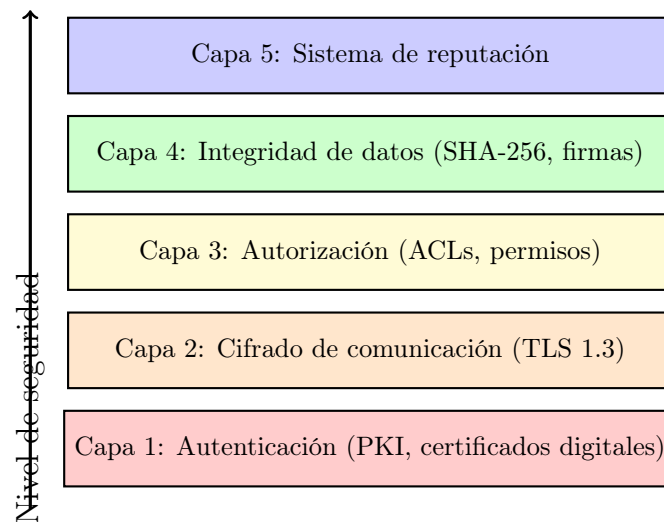 Capa 5: Sistema de reputación
Capa 4: Integridad de datos (SHA-256, firmas)
Capa 3: Autorización (ACLs, permisos)
Capa 2: Cifrado de comunicación (TLS 1.3)
Capa 1: Autenticación (PKI, certificados digitales)
Nivel de seguridad